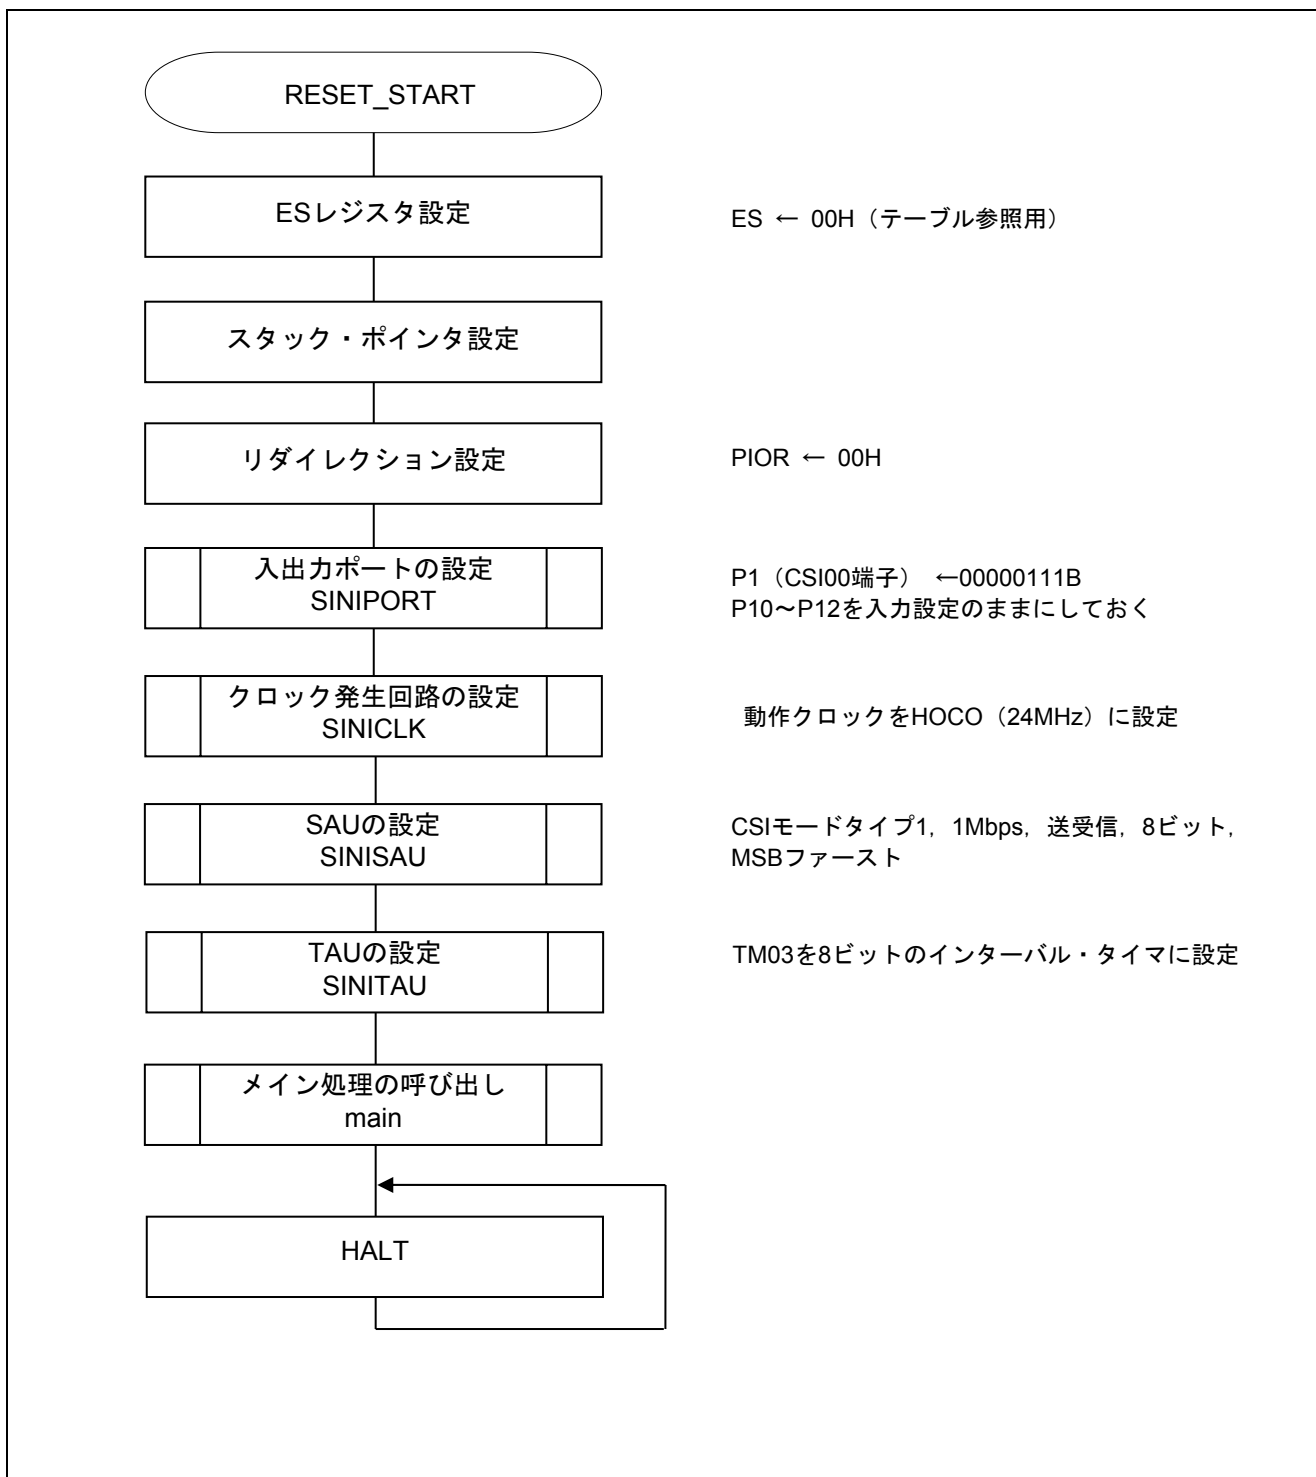 RESET_START
ESレジスタ設定
ES ← 00H（テーブル参照用）
スタック・ポインタ設定
リダイレクション設定
PIOR ← 00H
入出力ポートの設定
SINIPORT
P1（CSI00端子） ←00000111B
P10～P12を入力設定のままにしておく
クロック発生回路の設定
SINICLK
動作クロックをHOCO（24MHz）に設定
SAUの設定
SINISAU
CSIモードタイプ1，1Mbps，送受信，8ビット，
MSBファースト
TAUの設定
SINITAU
TM03を8ビットのインターバル・タイマに設定
メイン処理の呼び出し
main
HALT